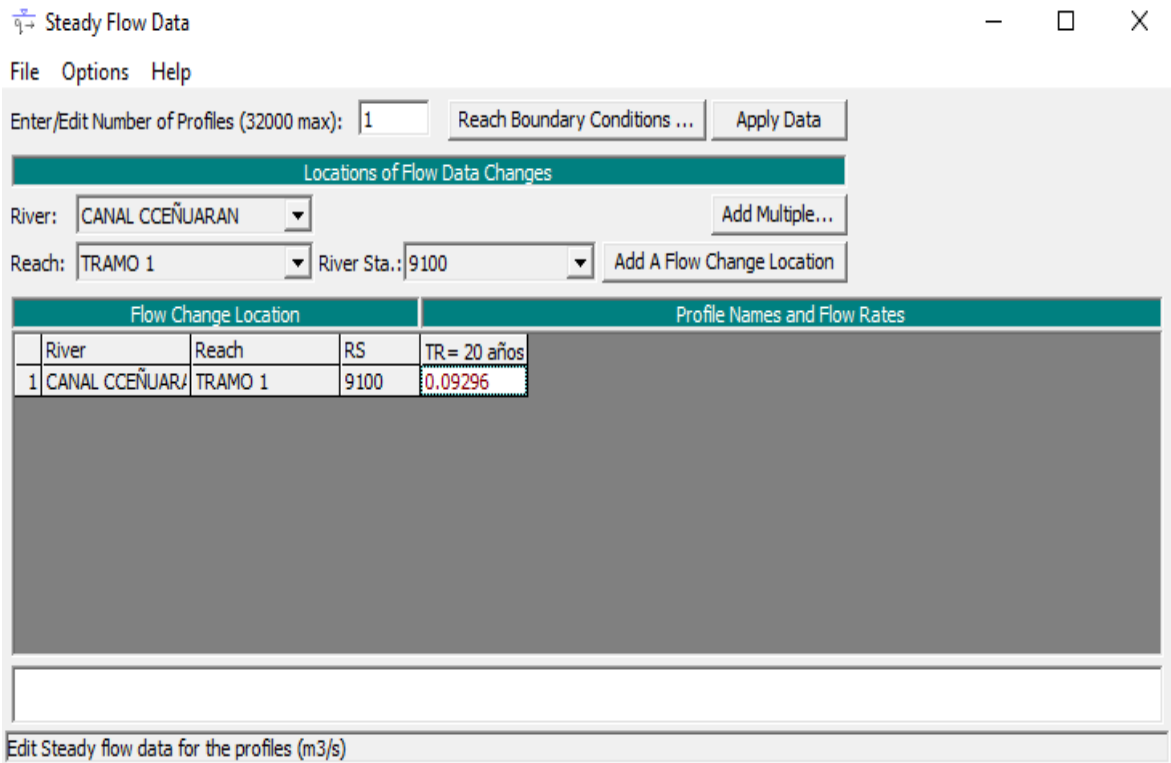 Steady Flow Data
File Options Help
Enter/Edit Number of Profiles (32000 max): 1 Reach Boundary Conditions ... Apply Data
Locations of Flow Data Changes
River: CANAL CCEÑUARAN Add Multiple...
Reach: TRAMO 1 River Sta.: 9100 Add A Flow Change Location
Flow Change Location Profile Names and Flow Rates
River Reach RS TR= 20 años
1 CANAL CCEÑUARA TRAMO 1 9100 0.09296
Edit Steady flow data for the profiles (m3/s)